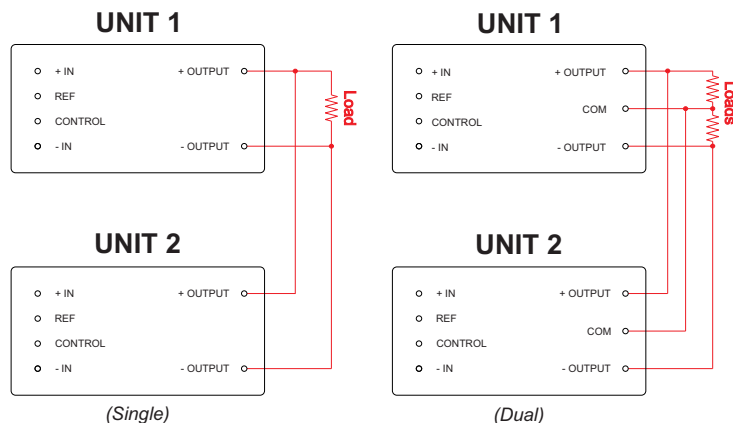 UNIT 1
+ IN
+ OUTPUT
REF
CONTROL
- IN
- OUTPUT
Load
UNIT 2
+ IN
+ OUTPUT
REF
CONTROL
- IN
- OUTPUT
(Single)
UNIT 1
+ IN
+ OUTPUT
REF
COM
CONTROL
- IN
- OUTPUT
Loads
UNIT 2
+ IN
+ OUTPUT
REF
COM
CONTROL
- IN
- OUTPUT
(Dual)